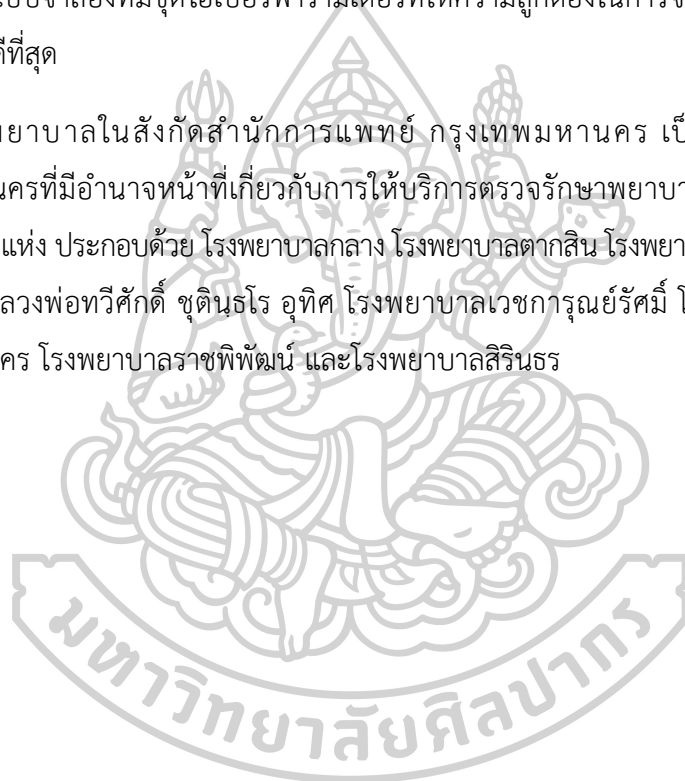 ดีที่สุด
พยาบาลในสังกัดสำนักการแพทย์ กรุงเทพมหานคร
นครที่มีอำนาจหน้าที่เกี่ยวกับการให้บริการตรวจรักษาพยาบา
แห่ง ประกอบด้วย โรงพยาบาลกลาง โรงพยาบาลตากสิน โรงพยา
ลวงพ่อทวีศักดิ์ ชุตินฺธโร อุทิศ โรงพยาบาลเวชการุณย์รัศมิ์
คร โรงพยาบาลราชพิพัฒน์ และโรงพยาบาลสิรินธร
มหาวิทยาลัยศิลปากร